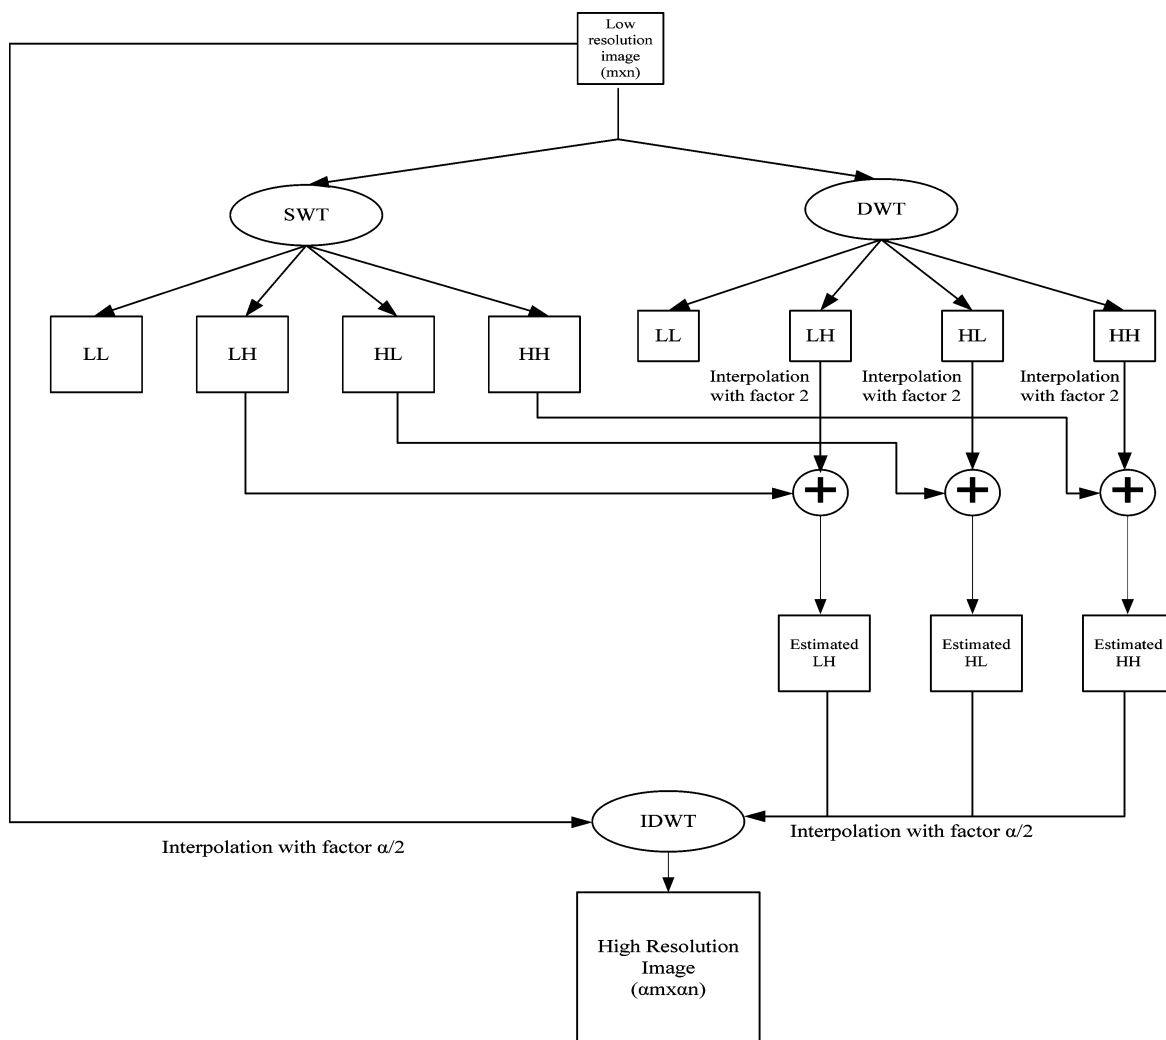 Low
resolution
image
(mxn)
SWT
DWT
LL
LH
HL
HH
LL
LH
HL
HH
Interpolation
with factor 2
Interpolation
with factor 2
Interpolation
with factor 2
+
+
+
Estimated
LH
Estimated
HL
Estimated
HH
IDWT
Interpolation with factor α/2
Interpolation with factor α/2
High Resolution
Image
(αmxαn)